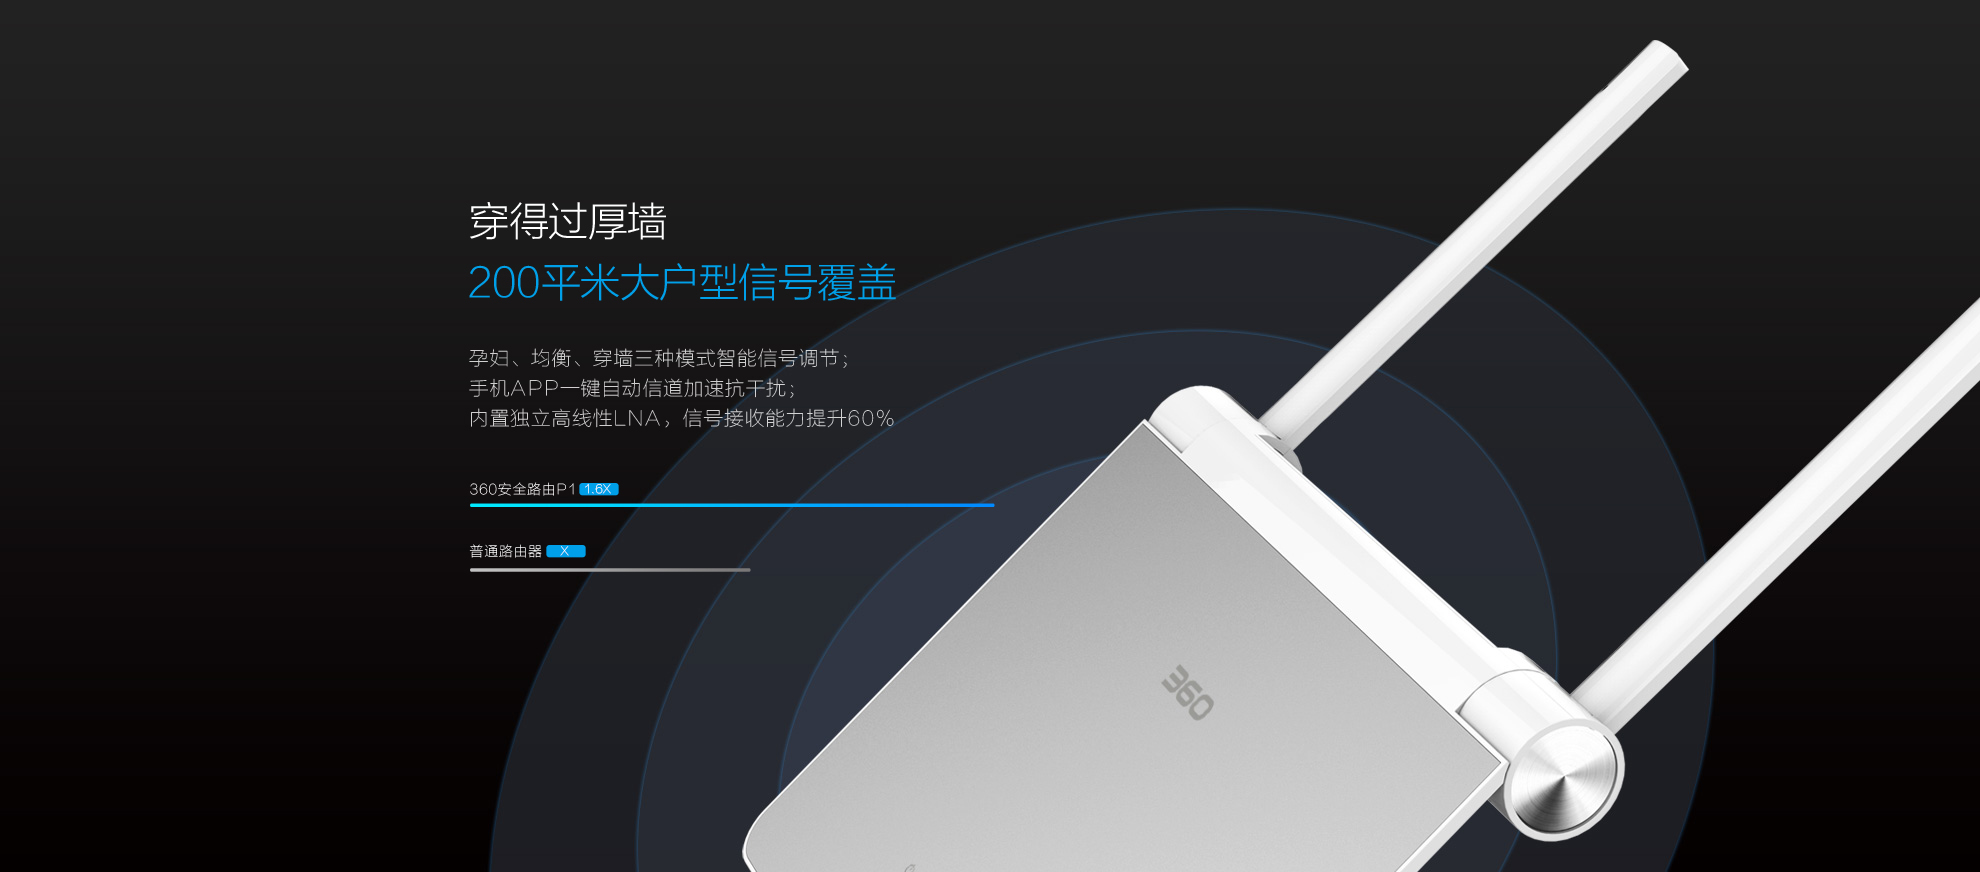 穿得过厚墙
200平米大户型信号覆盖
孕妇、均衡、穿墙三种模式智能信号调节；
手机APP一键自动信道加速抗干扰；
内置独立高线性LNA，信号接收能力提升60%
360安全路由P1 1.6X
普通路由器 X
360